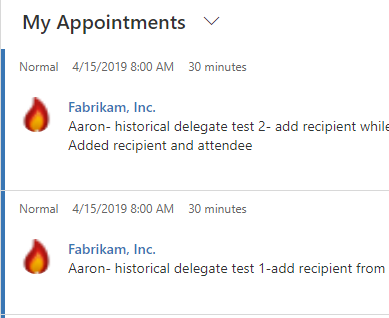 My Appointments
Normal 4/15/2019 8:00 AM 30 minutes
Fabrikam, Inc.
Aaron- historical delegate test 2- add recipient while
Added recipient and attendee
Normal 4/15/2019 8:00 AM 30 minutes
Fabrikam, Inc.
Aaron- historical delegate test 1-add recipient from